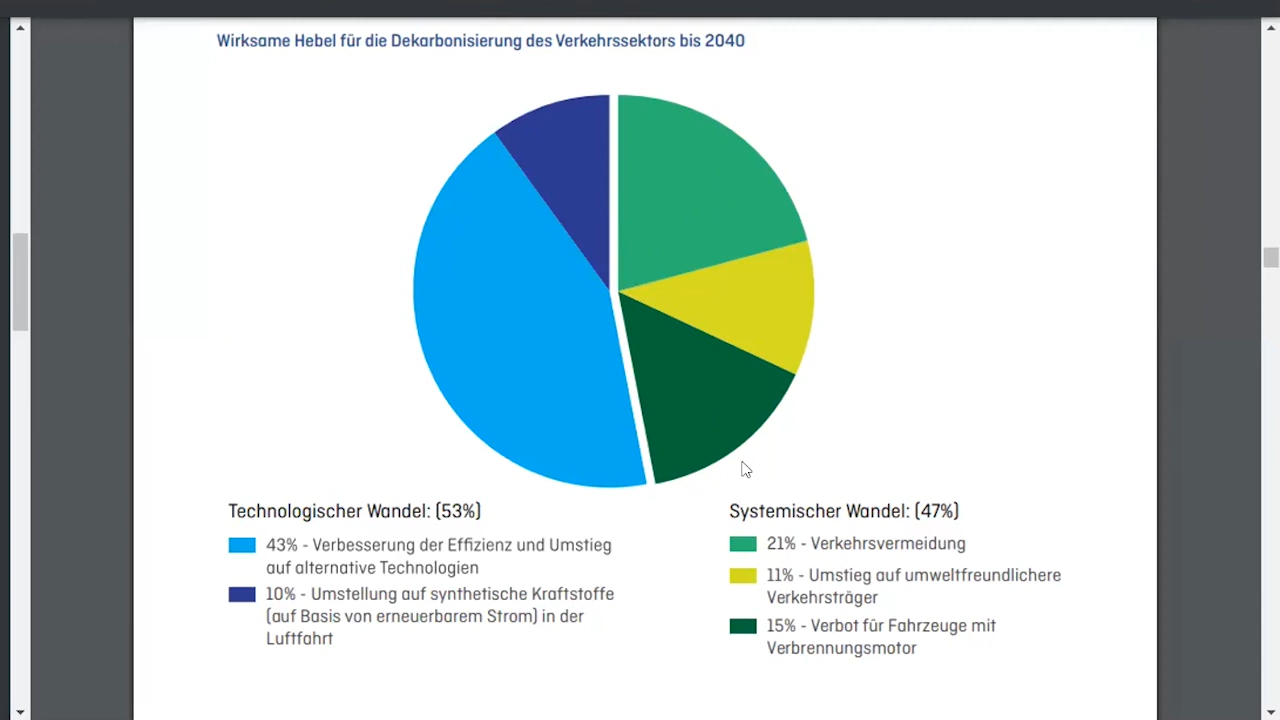 Wirksame Hebel für die Dekarbonisierung des Verkehrssektors bis 2040
Technologischer Wandel: (53%)
43% - Verbesserung der Effizienz und Umstieg
auf alternative Technologien
10% - Umstellung auf synthetische Kraftstoffe
(auf Basis von erneuerbarem Strom) in der
Luftfahrt
Systemischer Wandel: (47%)
21% - Verkehrsvermeidung
11% - Umstieg auf umweltfreundlichere
Verkehrsträger
15% - Verbot für Fahrzeuge mit
Verbrennungsmotor